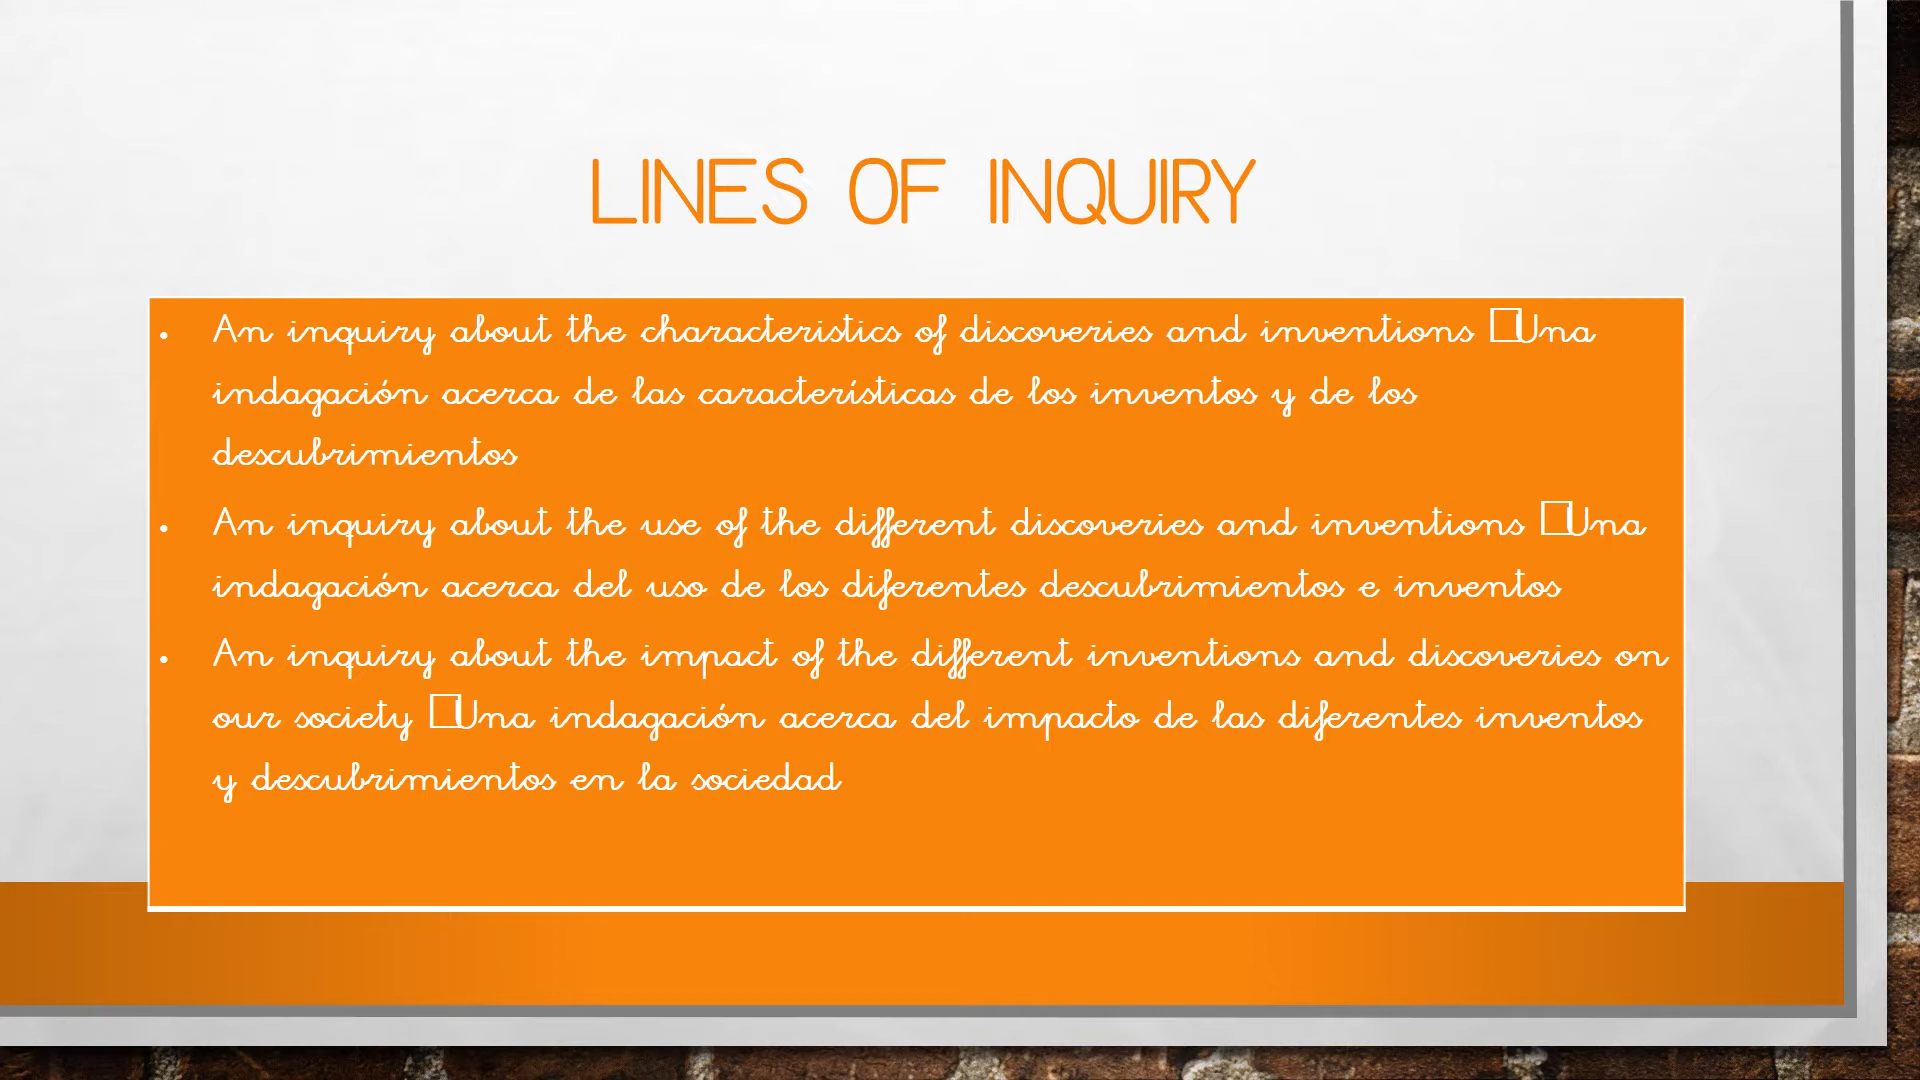 LINES OF INQUIRY
• An inquiry about the characteristics of discoveries and inventions □Una
indagación acerca de las características de los inventos y de los
descubrimientos
• An inquiry about the use of the different discoveries and inventions □Una
indagación acerca del uso de los diferentes descubrimientos e inventos
• An inquiry about the impact of the different inventions and discoveries on
our society □Una indagación acerca del impacto de las diferentes inventos
y descubrimientos en la sociedad